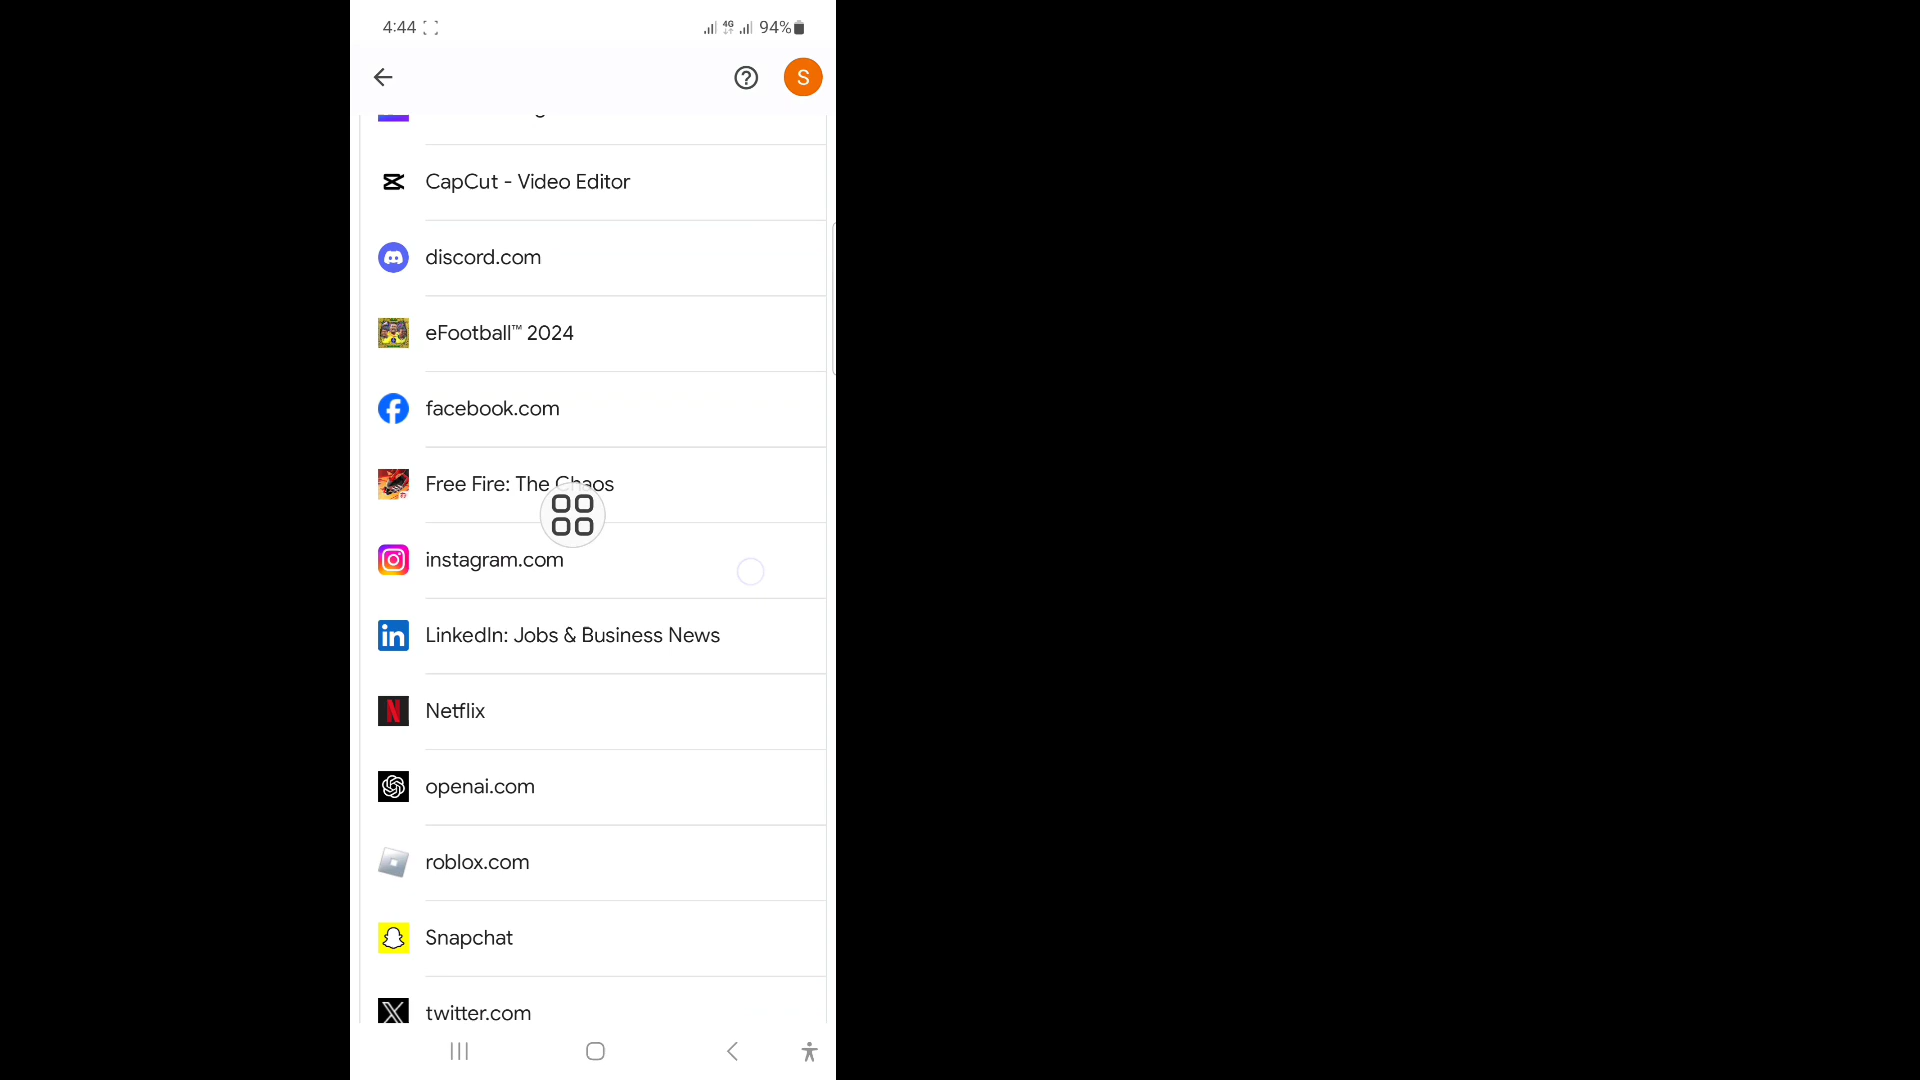 4:44
4G
94%
S
CapCut - Video Editor
discord.com
eFootball™ 2024
facebook.com
Free Fire: The Chaos
instagram.com
LinkedIn: Jobs & Business News
Netflix
openai.com
roblox.com
Snapchat
twitter.com